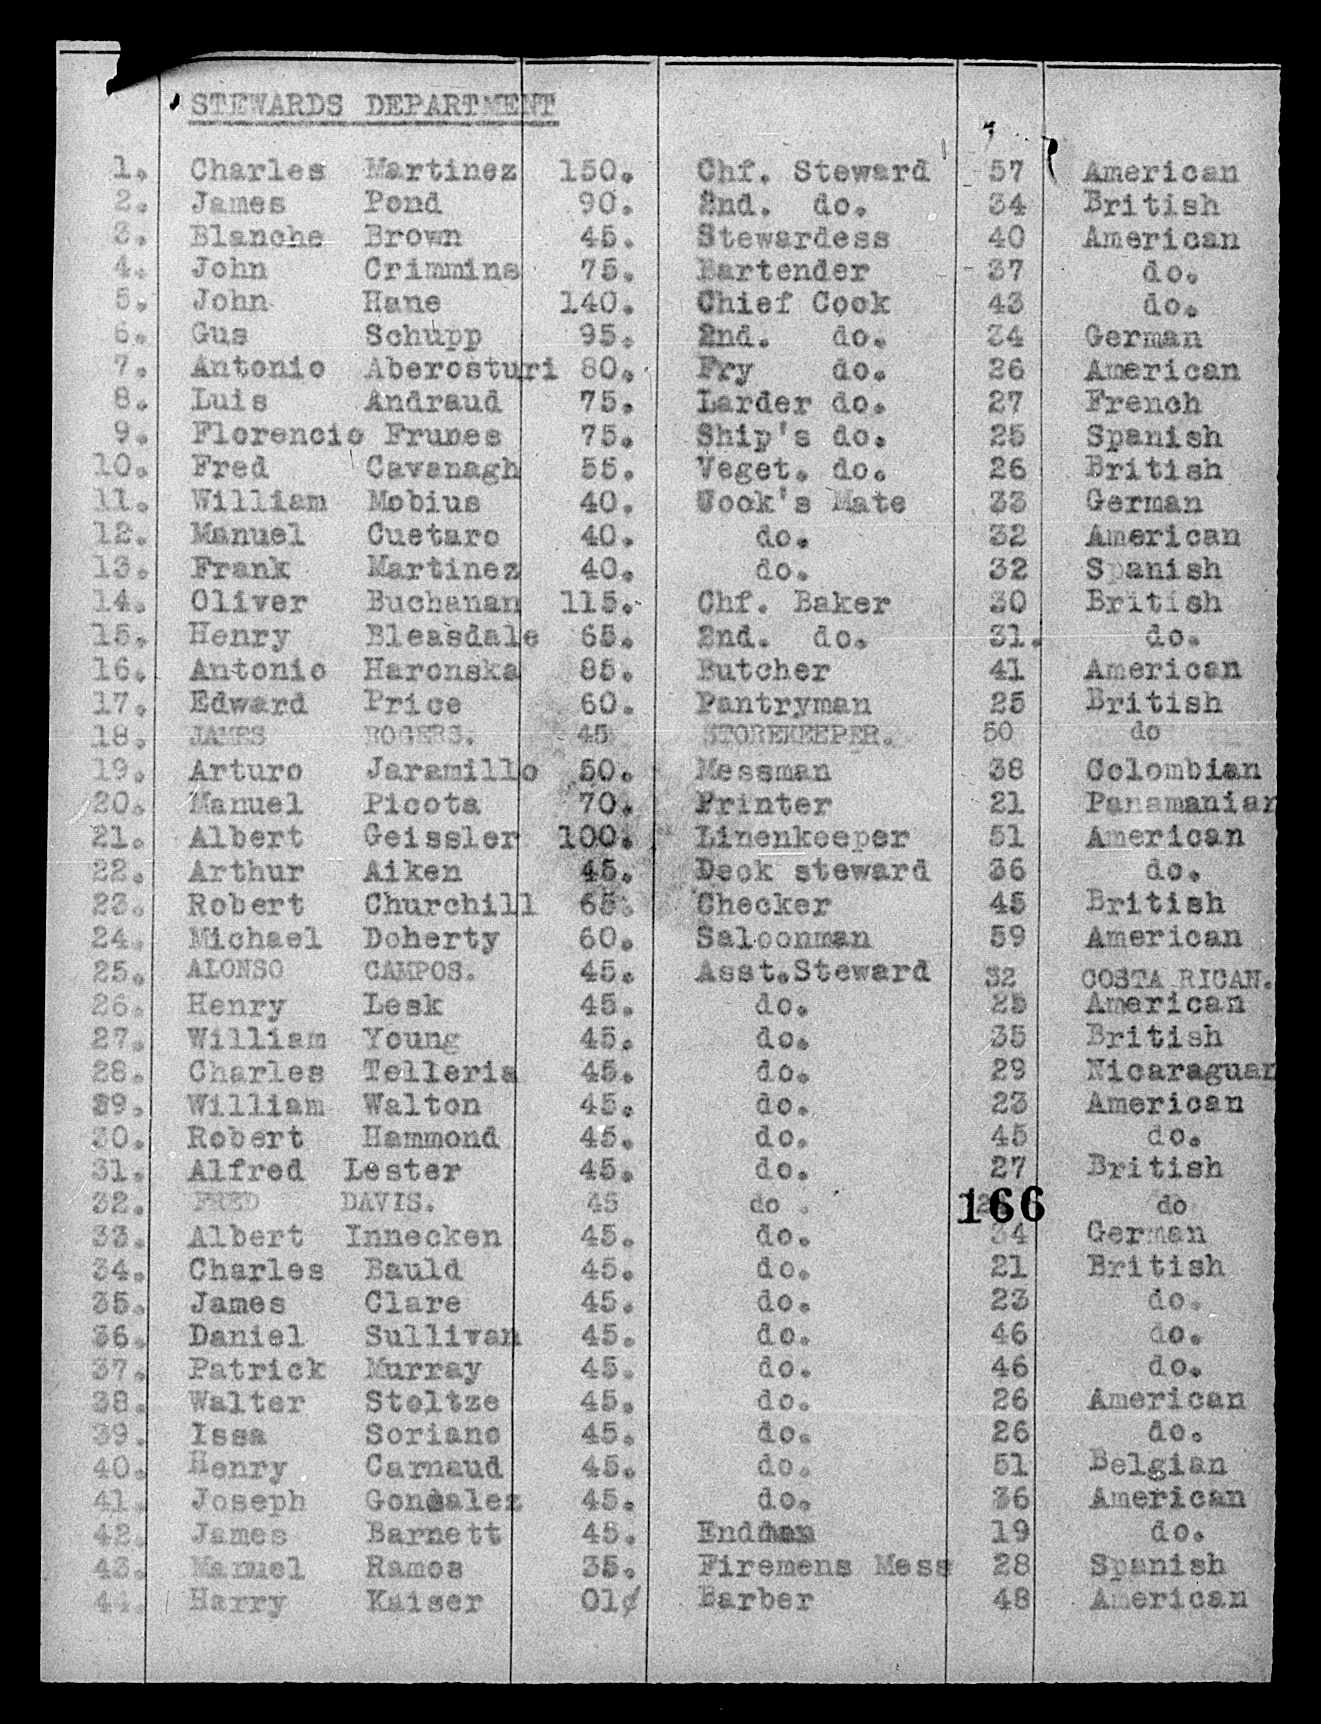 STEWARDS DEPARTMENT
1. Charles Martinez 150. Chf. Steward 57 American
2. James Pond 90. 2nd. do. 34 British
3. Blanche Brown 45. Stewardess 40 American
4. John Crimmins 75. Bartender 37 do.
5. John Hane 140. Chief Cook 43 do.
6. Gus Schupp 95. 2nd. do. 34 German
7. Antonio Aberosturi 80. Fry do. 26 American
8. Luis Andraud 75. Larder do. 27 French
9. Florencio Frunes 75. Ship's do. 25 Spanish
10. Fred Cavanagh 55. Veget. do. 26 British
11. William Mobius 40. Wook's Mate 33 German
12. Manuel Cuetaro 40. do. 32 American
13. Frank Martinez 40. do. 32 Spanish
14. Oliver Buchanan 115. Chf. Baker 30 British
15. Henry Bleasdale 65. 2nd. do. 31. do.
16. Antonio Haronska 85. Butcher 41 American
17. Edward Price 60. Pantryman 25 British
18. JAMES ROGERS. 45 STOREKEEPER. 50 do
19. Arturo Jaramillo 50. Messman 38 Colombian
20. Manuel Picota 70. Printer 21 Panamanian
21. Albert Geissler 100. Linenkeeper 51 American
22. Arthur Aiken 45. Deck steward 36 do.
23. Robert Churchill 65. Checker 45 British
24. Michael Doherty 60. Saloonman 59 American
25. ALONSO CAMPOS. 45. Asst.Steward 32 COSTA RICAN.
26. Henry Lesk 45. do. 25 American
27. William Young 45. do. 35 British
28. Charles Telleria 45. do. 29 Nicaraguan
29. William Walton 45. do. 23 American
30. Robert Hammond 45. do. 45 do.
31. Alfred Lester 45. do. 27 British
32. FRED DAVIS. 45 do . 166 do
33. Albert Innecken 45. do. 34 German
34. Charles Bauld 45. do. 21 British
35. James Clare 45. do. 23 do.
36. Daniel Sullivan 45. do. 46 do.
37. Patrick Murray 45. do. 46 do.
38. Walter Stoltze 45. do. 26 American
39. Issa Soriano 45. do. 26 do.
40. Henry Carnaud 45. do. 51 Belgian
41. Joseph Gonzalez 45. do. 36 American
42. James Barnett 45. 19 do.
43. Manuel Ramos 35. Firemens Mess 28 Spanish
44. Harry Kaiser 01¢ Barber 48 American